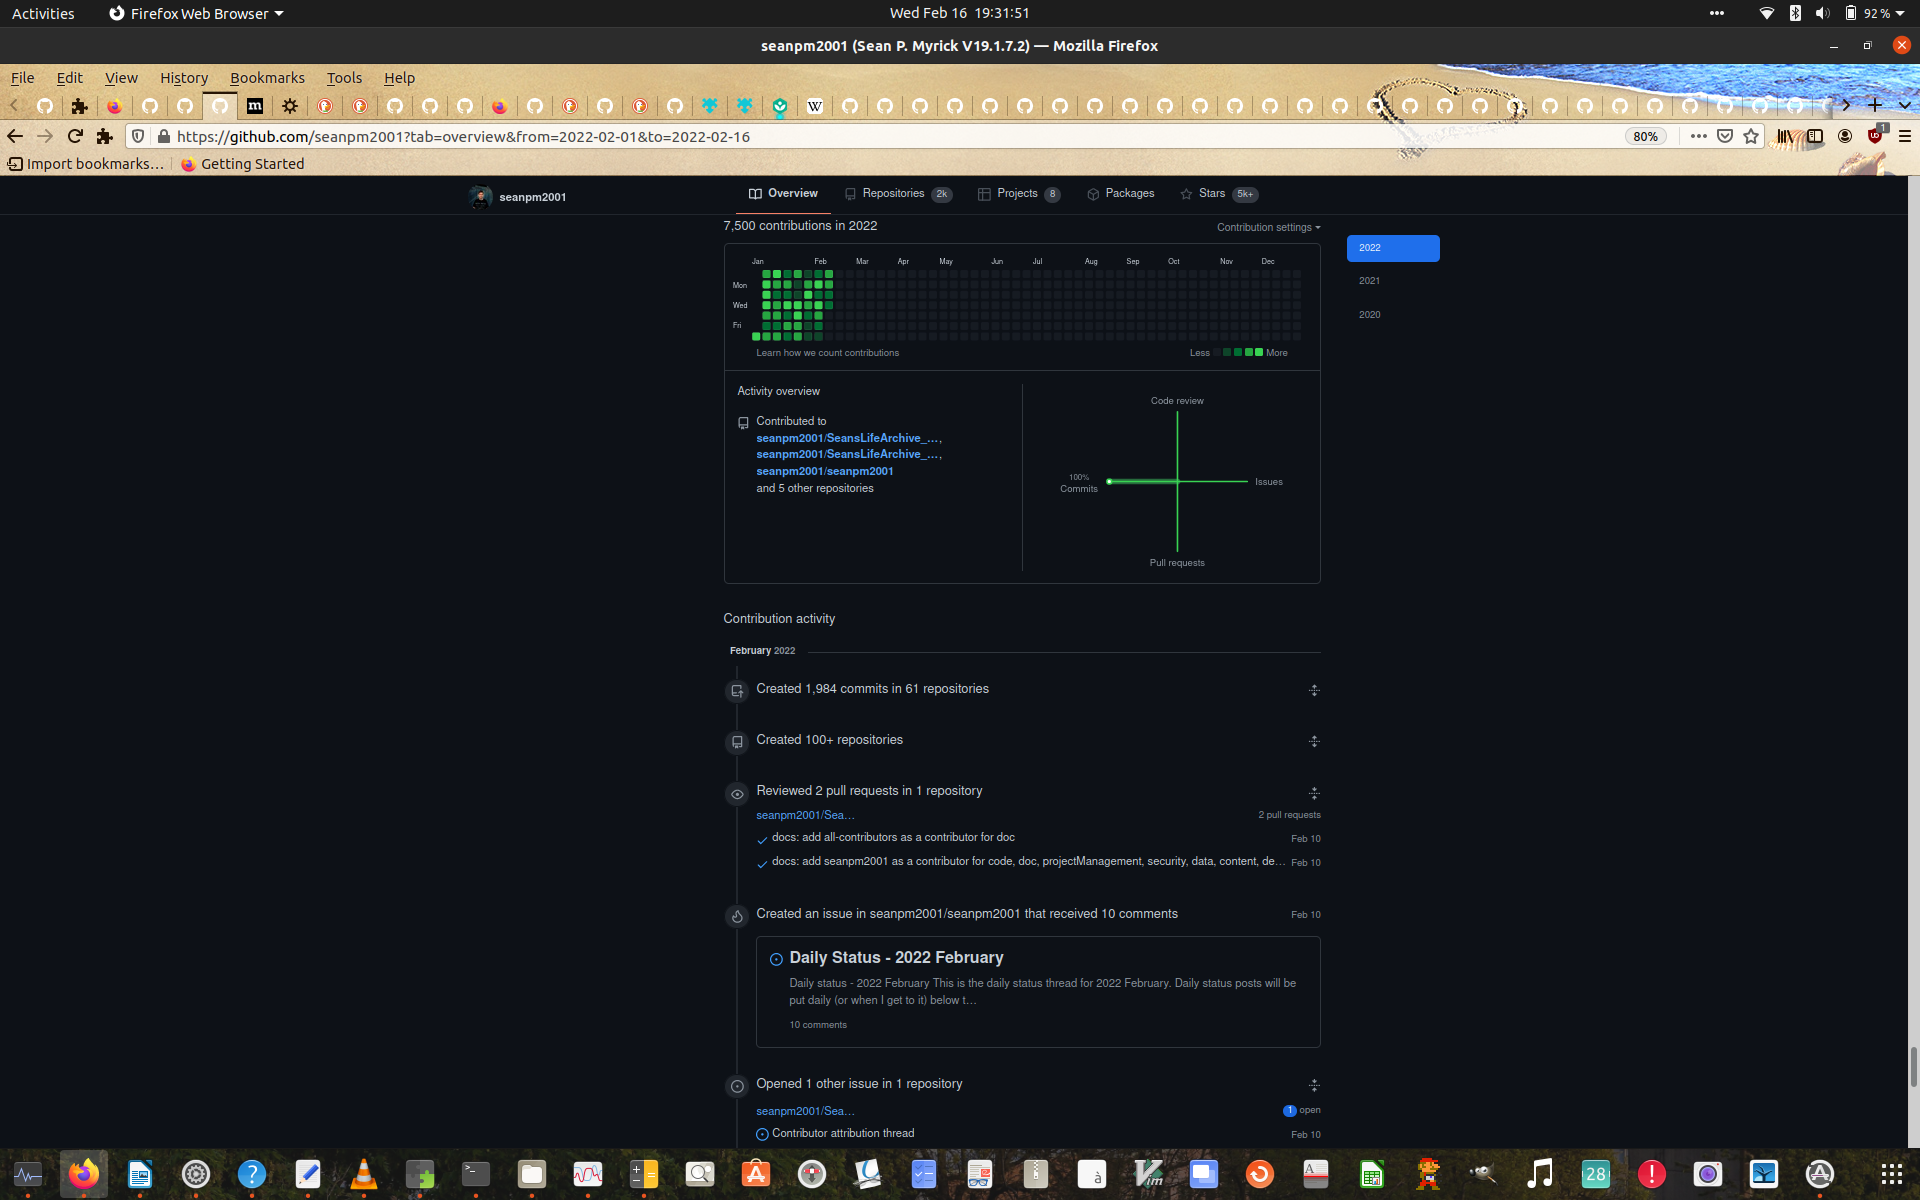 Activities
Firefox Web Browser
Wed Feb 16 19:31:51
92 %
seanpm2001 (Sean P. Myrick V19.1.7.2) — Mozilla Firefox
File Edit View History Bookmarks Tools Help
m
W
https://github.com/seanpm2001?tab=overview&from=2022-02-01&to=2022-02-16
80%
1
Import bookmarks…
Getting Started
seanpm2001
Overview
Repositories 2k
Projects 8
Packages
Stars 5k+
7,500 contributions in 2022
Contribution settings
2022
2021
2020
Jan Feb Mar Apr May Jun Jul Aug Sep Oct Nov Dec
Mon
Wed
Fri
Learn how we count contributions
Less
More
Activity overview
Contributed to
seanpm2001/SeansLifeArchive_…,
seanpm2001/SeansLifeArchive_…,
seanpm2001/seanpm2001
and 5 other repositories
Code review
100%
Commits
Issues
Pull requests
Contribution activity
February 2022
Created 1,984 commits in 61 repositories
Created 100+ repositories
Reviewed 2 pull requests in 1 repository
seanpm2001/Sea…
2 pull requests
docs: add all-contributors as a contributor for doc
Feb 10
docs: add seanpm2001 as a contributor for code, doc, projectManagement, security, data, content, de…
Feb 10
Created an issue in seanpm2001/seanpm2001 that received 10 comments
Feb 10
Daily Status - 2022 February
Daily status - 2022 February This is the daily status thread for 2022 February. Daily status posts will be
put daily (or when I get to it) below t…
10 comments
Opened 1 other issue in 1 repository
seanpm2001/Sea…
1 open
Contributor attribution thread
Feb 10
28